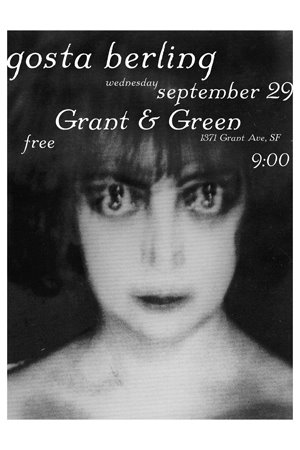 gosta berling
wednesday
september 29
Grant & Green
free
1371 Grant Ave, SF
9:00